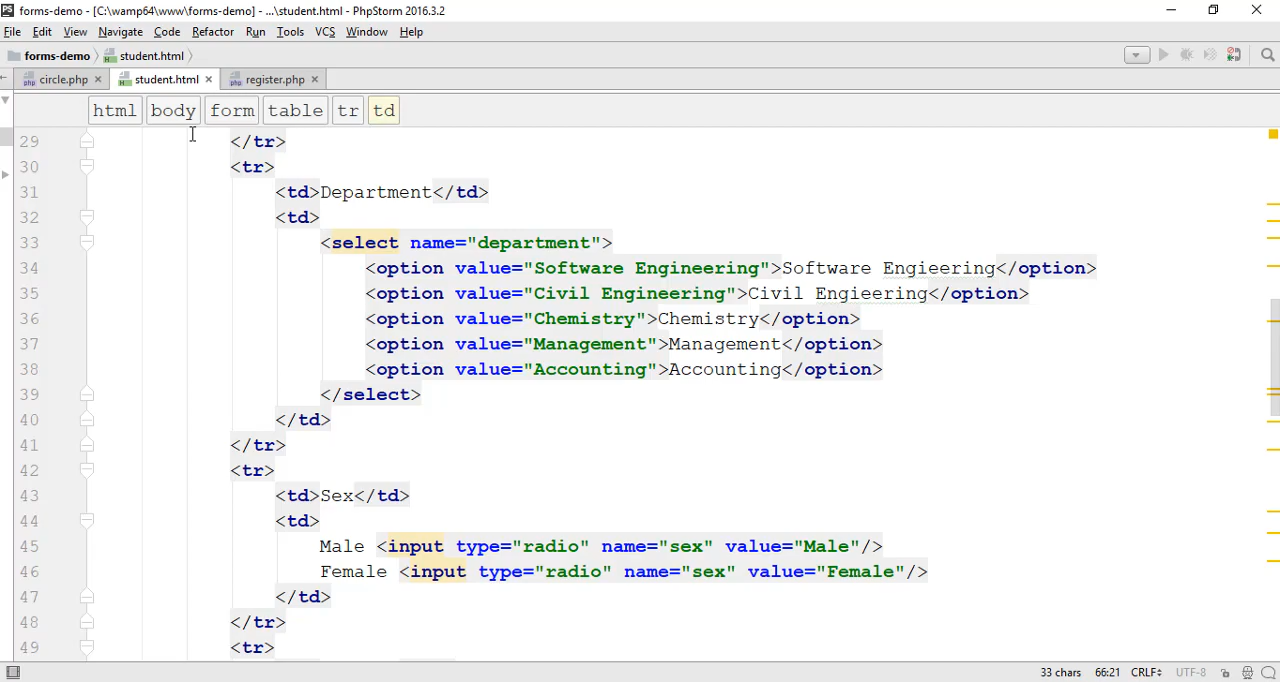 PS forms-demo - [C:\wamp64\www\forms-demo] - ...\student.html - PhpStorm 2016.3.2
File Edit View Navigate Code Refactor Run Tools VCS Window Help
forms-demo student.html
circle.php student.html register.php
html body form table tr td
29 </tr>
30 <tr>
31 <td>Department</td>
32 <td>
33 <select name="department">
34 <option value="Software Engineering">Software Engieering</option>
35 <option value="Civil Engineering">Civil Engieering</option>
36 <option value="Chemistry">Chemistry</option>
37 <option value="Management">Management</option>
38 <option value="Accounting">Accounting</option>
39 </select>
40 </td>
41 </tr>
42 <tr>
43 <td>Sex</td>
44 <td>
45 Male <input type="radio" name="sex" value="Male"/>
46 Female <input type="radio" name="sex" value="Female"/>
47 </td>
48 </tr>
49 <tr>
33 chars 66:21 CRLF UTF-8